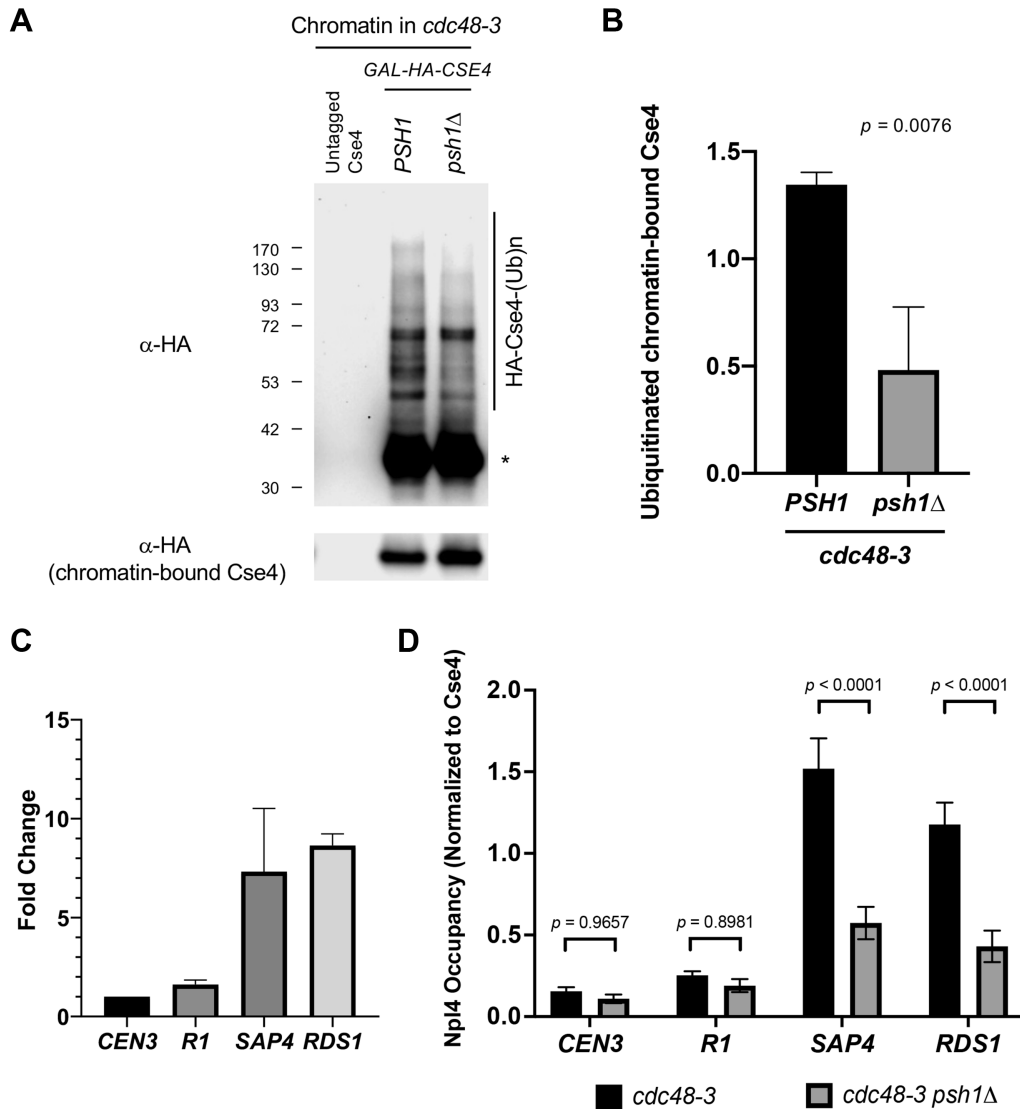 A
Chromatin in cdc48-3
GAL-HA-CSE4
Untagged
Cse4
PSH1
psh1Δ
170
130
93
72
53
42
30
α-HA
HA-Cse4-(Ub)n
*
α-HA
(chromatin-bound Cse4)
B
Ubiquitinated chromatin-bound Cse4
p = 0.0076
1.5
1.0
0.5
0.0
PSH1 psh1Δ
cdc48-3
C
Fold Change
15
10
5
0
CEN3 R1 SAP4 RDS1
D
Npl4 Occupancy (Normalized to Cse4)
2.0
1.5
1.0
0.5
0.0
p = 0.9657
p = 0.8981
p < 0.0001
p < 0.0001
CEN3 R1 SAP4 RDS1
cdc48-3
cdc48-3 psh1Δ